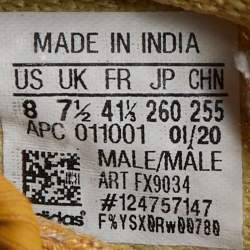 MADE IN INDIA
US UK FR JP CHN
8 7½ 41⅓ 260 255
APC 011001 01/20
MALE/MÂLE
ART FX9034
#124757147
adidas F%YSX0Rw00780